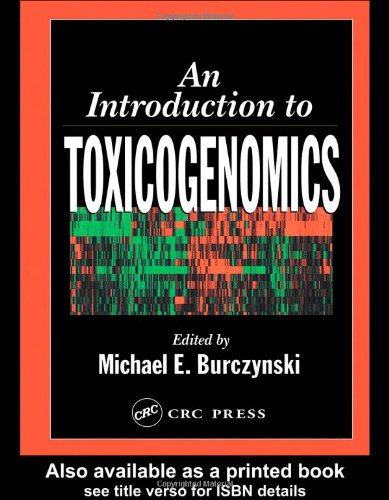 An
Introduction to
TOXICOGENOMICS
Edited by
Michael E. Burczynski
CRC CRC PRESS
Also available as a printed book
see title verso for ISBN details